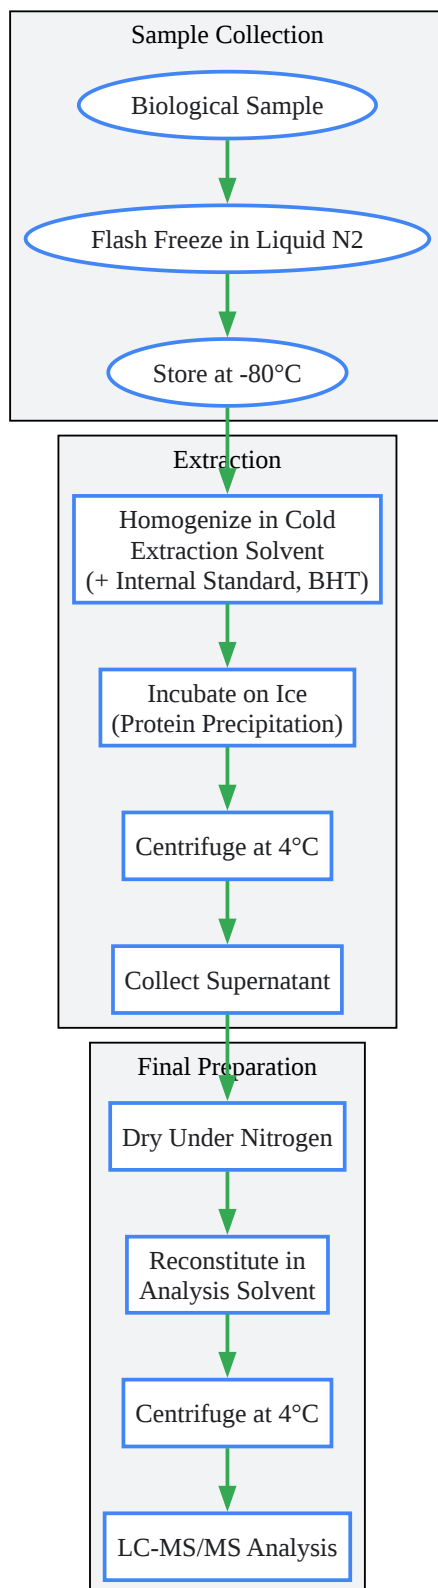 Sample Collection
Biological Sample
Flash Freeze in Liquid N2
Store at -80°C
Extraction
Homogenize in Cold
Extraction Solvent
(+ Internal Standard, BHT)
Incubate on Ice
(Protein Precipitation)
Centrifuge at 4°C
Collect Supernatant
Final Preparation
Dry Under Nitrogen
Reconstitute in
Analysis Solvent
Centrifuge at 4°C
LC-MS/MS Analysis